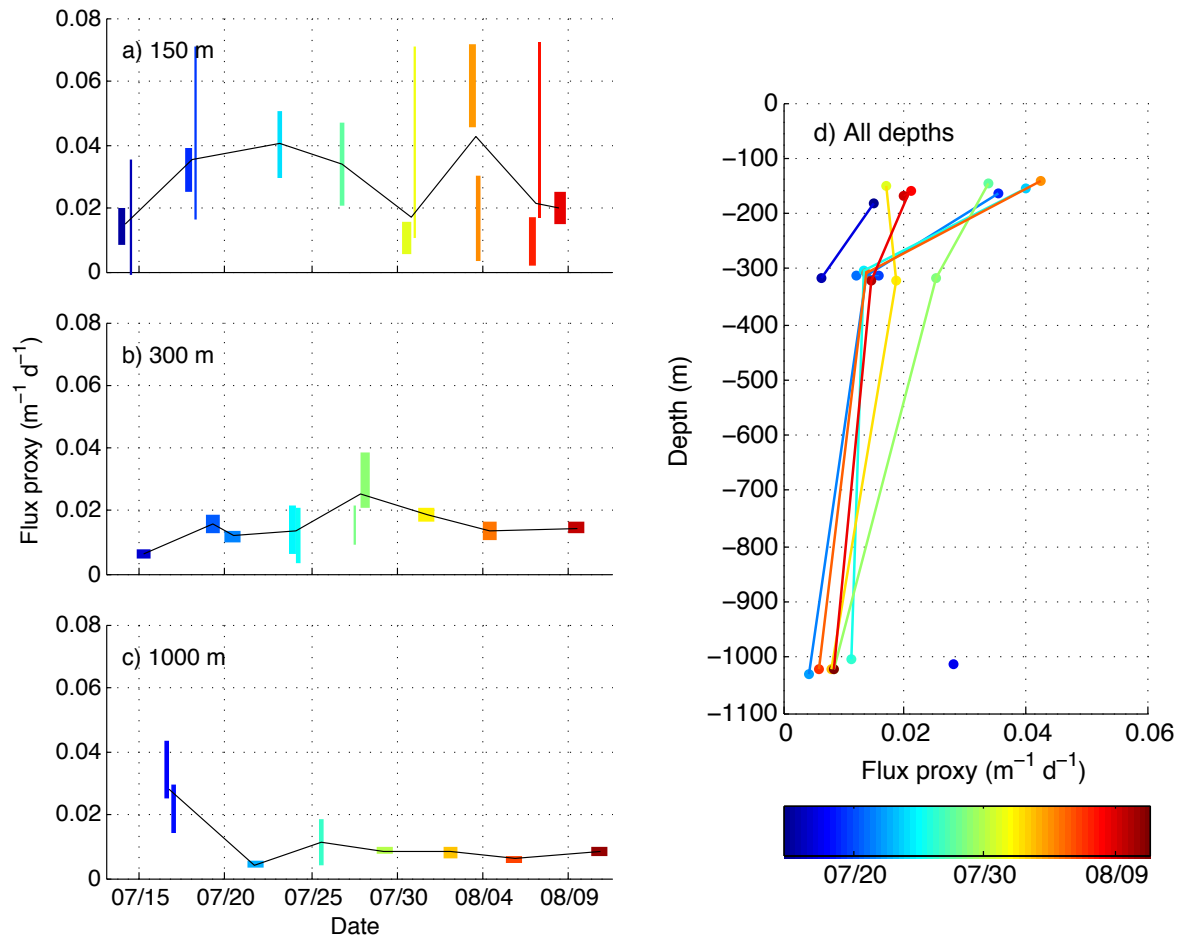 Flux proxy (m⁻¹ d⁻¹)
a) 150 m
0.08
0.06
0.04
0.02
0
b) 300 m
0.08
0.06
0.04
0.02
0
c) 1000 m
0.08
0.06
0.04
0.02
0
07/15 07/20 07/25 07/30 08/04 08/09
Date
d) All depths
Depth (m)
0
−100
−200
−300
−400
−500
−600
−700
−800
−900
−1000
−1100
0 0.02 0.04 0.06
Flux proxy (m⁻¹ d⁻¹)
07/20 07/30 08/09